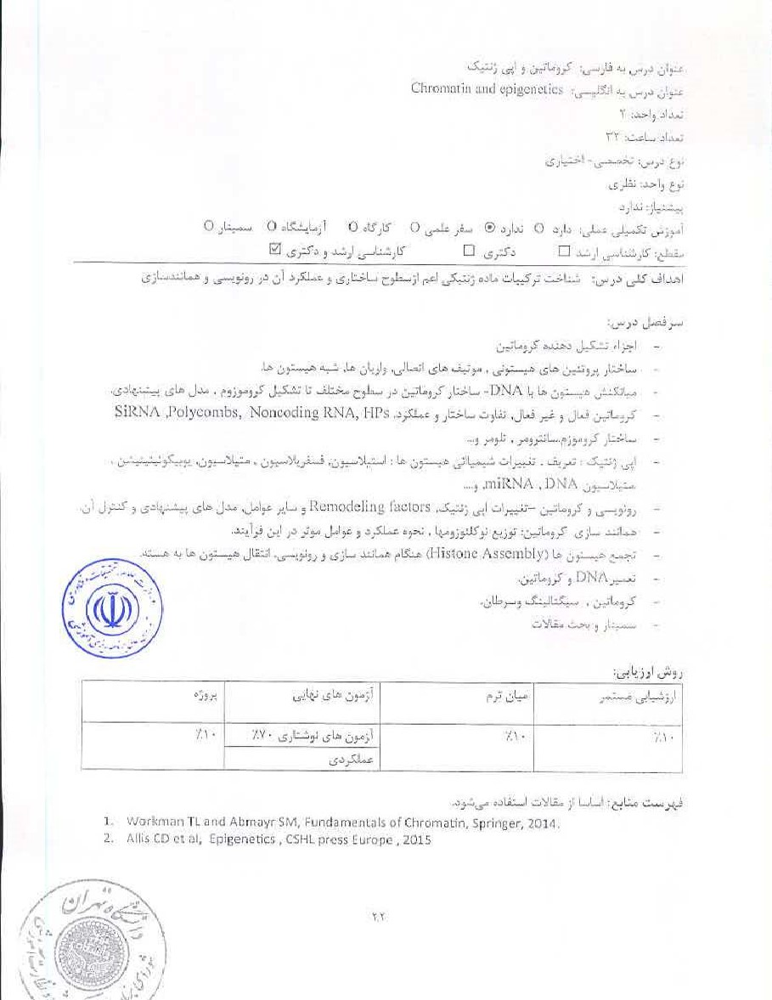 عنوان درس به فارسی: کروماتین و اپی ژنتیک
عنوان درس به انگلیسی: Chromatin and epigenetics
تعداد واحد: ۲
تعداد ساعت: ۳۲
نوع درس: تخصصی- اختیاری
نوع واحد: نظری
پیشنیاز: ندارد
آموزش تکمیلی عملی: دارد ○ ندارد ◉ سفر علمی ○ کارگاه ○ آزمایشگاه ○ سمینار ○
مقطع: کارشناسی ارشد ☐ دکتری ☐ کارشناسی ارشد و دکتری ☑
اهداف کلی درس: شناخت ترکیبات ماده ژنتیکی اعم از سطوح ساختاری و عملکرد آن در رونویسی و همانندسازی
سرفصل درس:
- اجزاء تشکیل دهنده کروماتین
- ساختار پروتئین های هیستونی ، موتیف های اتصالی، واریان ها، شبه هیستون ها.
- میانکنش هیستون ها با DNA- ساختار کروماتین در سطوح مختلف تا تشکیل کروموزوم ، مدل های پیشنهادی.
- کروماتین فعال و غیر فعال، تفاوت ساختار و عملکرد، SiRNA ,Polycombs, Noncoding RNA, HPs
- ساختار کروموزم،سانترومر ، تلومر و...
- اپی ژنتیک : تعریف . تغییرات شیمیائی هیستون ها : استیلاسیون، فسفریلاسیون ، متیلاسیون، یوبیکوئیتینیشن ،
متیلاسیون miRNA , DNA، و....
- رونویسی و کروماتین –تغییرات اپی ژنتیک، Remodeling factors و سایر عوامل، مدل های پیشنهادی و کنترل آن.
- همانند سازی کروماتین: توزیع نوکلئوزومها ، نحوه عملکرد و عوامل موثر در این فرآیند.
- تجمع هیستون ها (Histone Assembly) هنگام همانند سازی و رونویسی. انتقال هیستون ها به هسته.
- تعمیر DNA و کروماتین.
- کروماتین ، سیگنالینگ وسرطان.
- سمینار و بحث مقالات
روش ارزیابی:
ارزشیابی مستمر میان ترم آزمون های نهایی پروژه
٪۱۰ ٪۱۰ آزمون های نوشتاری ۷۰٪ ٪۱۰
عملکردی
فهرست منابع: اساسا از مقالات استفاده می‌شود.
1. Workman TL and Abmayr SM, Fundamentals of Chromatin, Springer, 2014.
2. Allis CD et al, Epigenetics , CSHL press Europe , 2015
۲۲
دانشگاه تهران